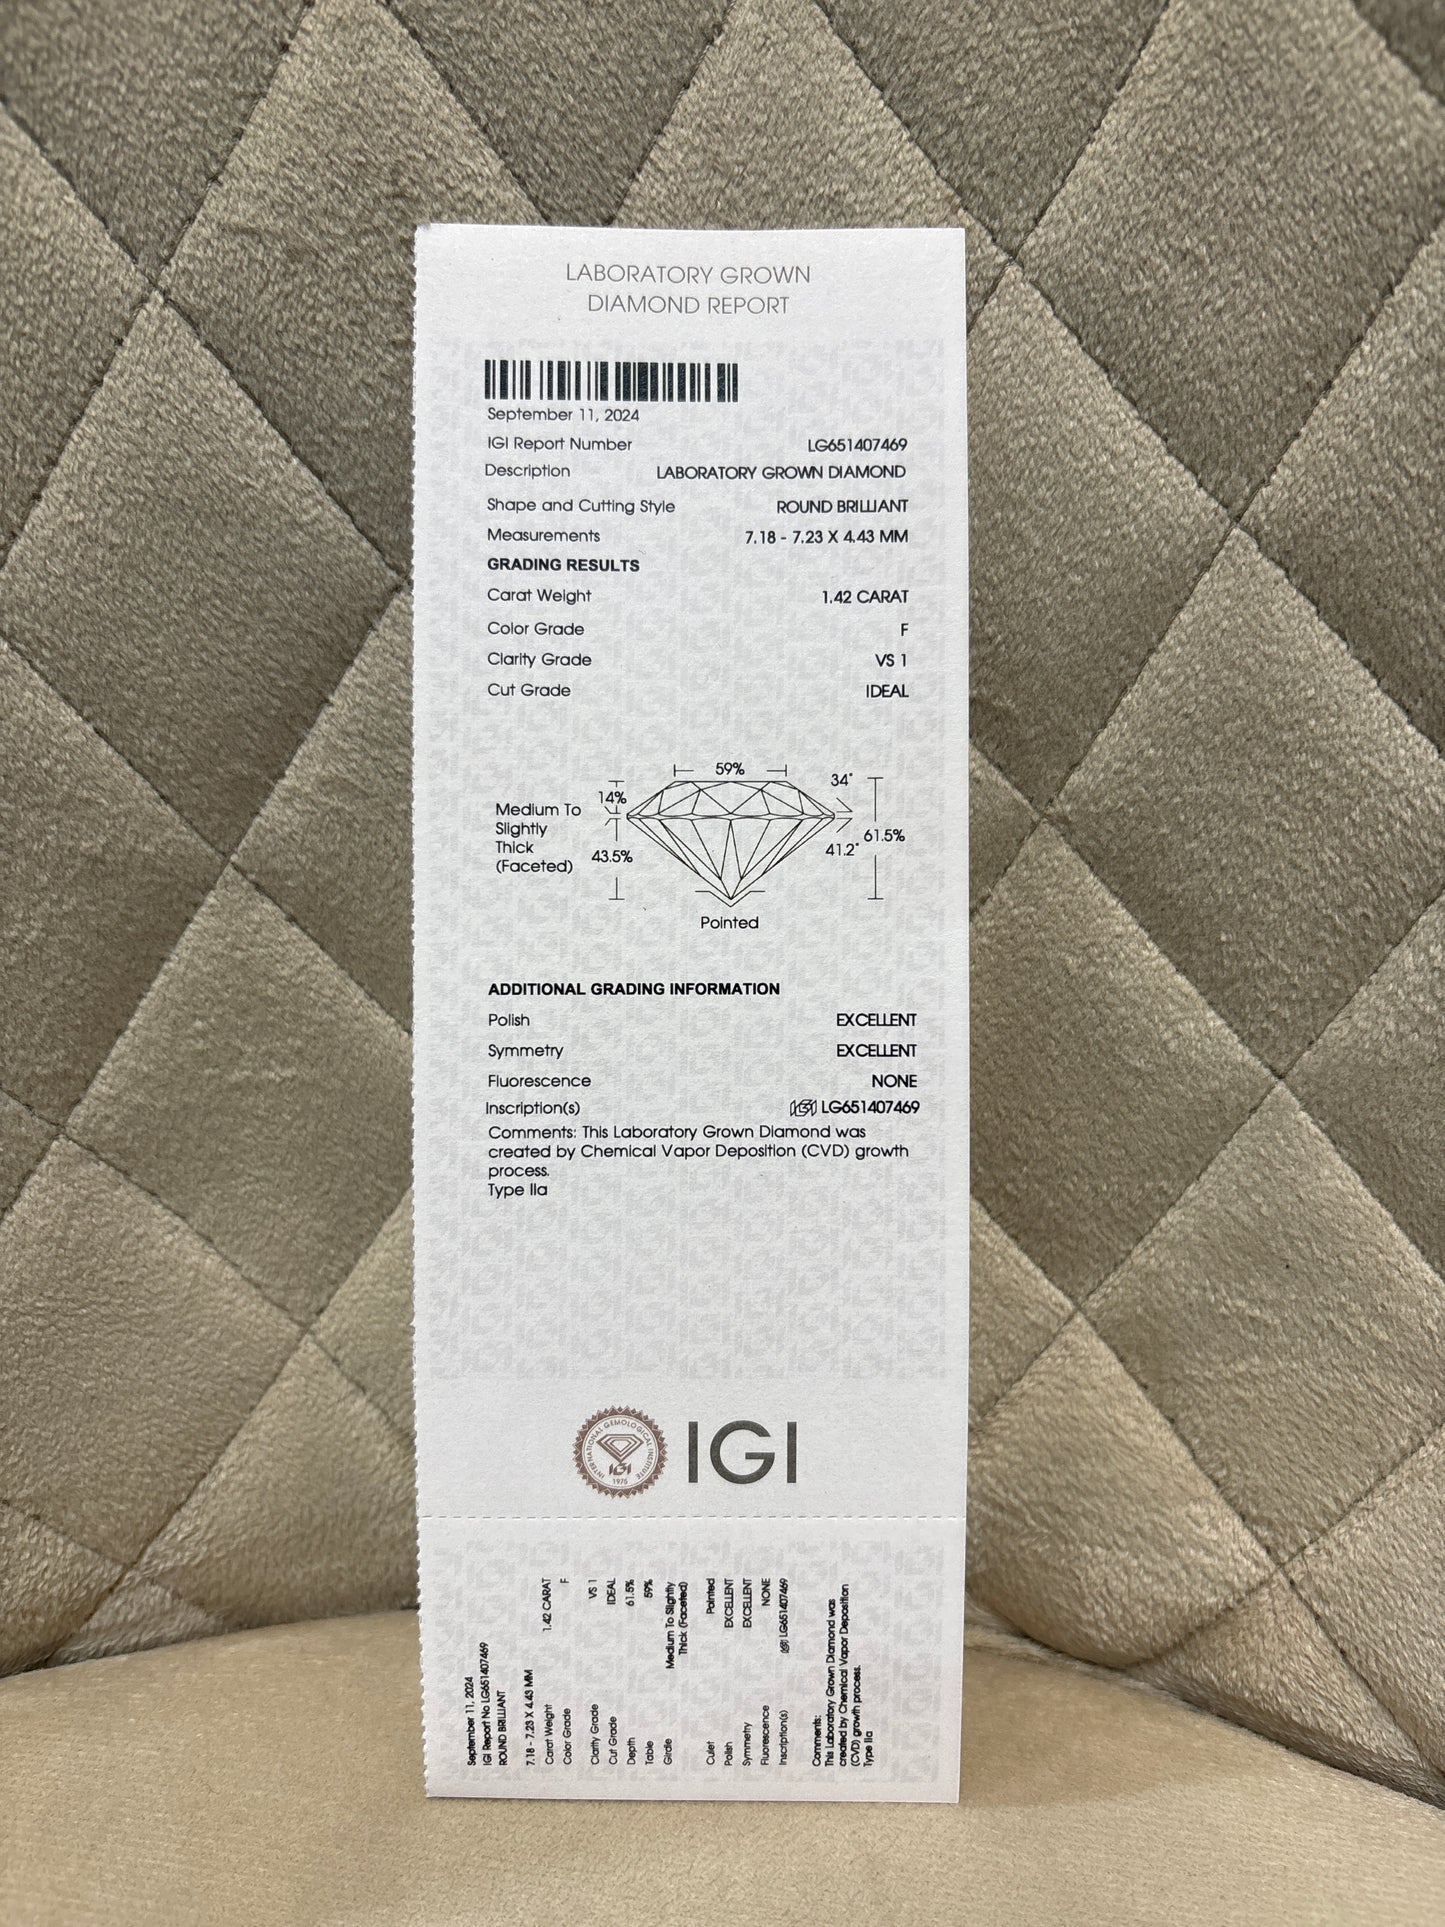 LABORATORY GROWN
DIAMOND REPORT
September 11, 2024
IGI Report Number LG651407469
Description LABORATORY GROWN DIAMOND
Shape and Cutting Style ROUND BRILLIANT
Measurements 7.18 - 7.23 X 4.43 MM
GRADING RESULTS
Carat Weight 1.42 CARAT
Color Grade F
Clarity Grade VS 1
Cut Grade IDEAL
59%
34°
14%
Medium To
Slightly
Thick
(Faceted)
61.5%
41.2°
43.5%
Pointed
ADDITIONAL GRADING INFORMATION
Polish EXCELLENT
Symmetry EXCELLENT
Fluorescence NONE
Inscription(s) IGI LG651407469
Comments: This Laboratory Grown Diamond was
created by Chemical Vapor Deposition (CVD) growth
process.
Type IIa
INTERNATIONAL GEMOLOGICAL INSTITUTE
IGI
1975
IGI
September 11, 2024
IGI Report No LG651407469
ROUND BRILLIANT
7.18 - 7.23 X 4.43 MM
Carat Weight 1.42 CARAT
Color Grade F
Clarity Grade VS 1
Cut Grade IDEAL
Depth 61.5%
Table 59%
Girdle Medium To Slightly
Thick (Faceted)
Culet Pointed
Polish EXCELLENT
Symmetry EXCELLENT
Fluorescence NONE
Inscription(s) IGI LG651407469
Comments:
This Laboratory Grown Diamond was
created by Chemical Vapor Deposition
(CVD) growth process.
Type IIa